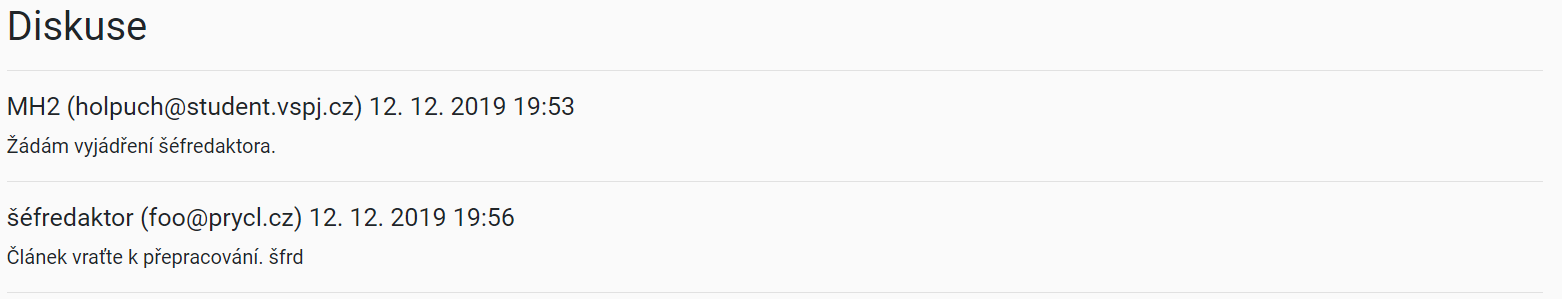 Diskuse
MH2 (holpuch@student.vspj.cz) 12. 12. 2019 19:53
Žádám vyjádření šéfredaktora.
šéfredaktor (foo@prycl.cz) 12. 12. 2019 19:56
Článek vraťte k přepracování. šfrd